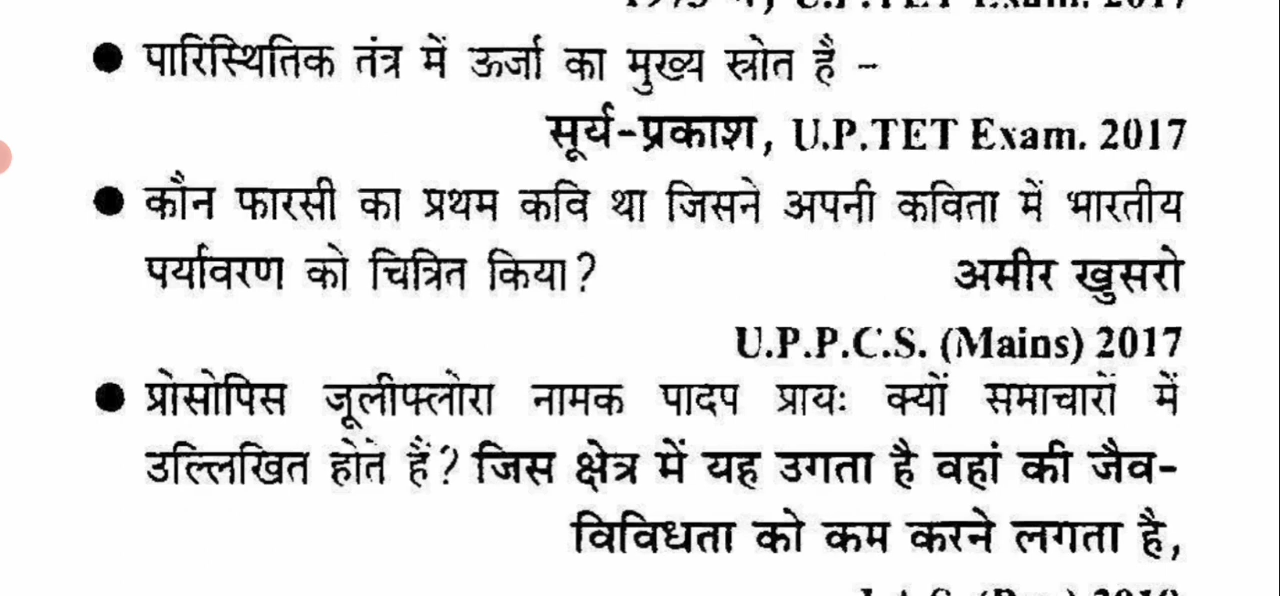 ● पारिस्थितिक तंत्र में ऊर्जा का मुख्य स्रोत है –
सूर्य-प्रकाश, U.P.TET Exam. 2017
● कौन फारसी का प्रथम कवि था जिसने अपनी कविता में भारतीय
पर्यावरण को चित्रित किया? अमीर खुसरो
U.P.P.C.S. (Mains) 2017
● प्रोसोपिस जूलीफ्लोरा नामक पादप प्रायः क्यों समाचारों में
उल्लिखित होते हैं? जिस क्षेत्र में यह उगता है वहां की जैव-
विविधता को कम करने लगता है,